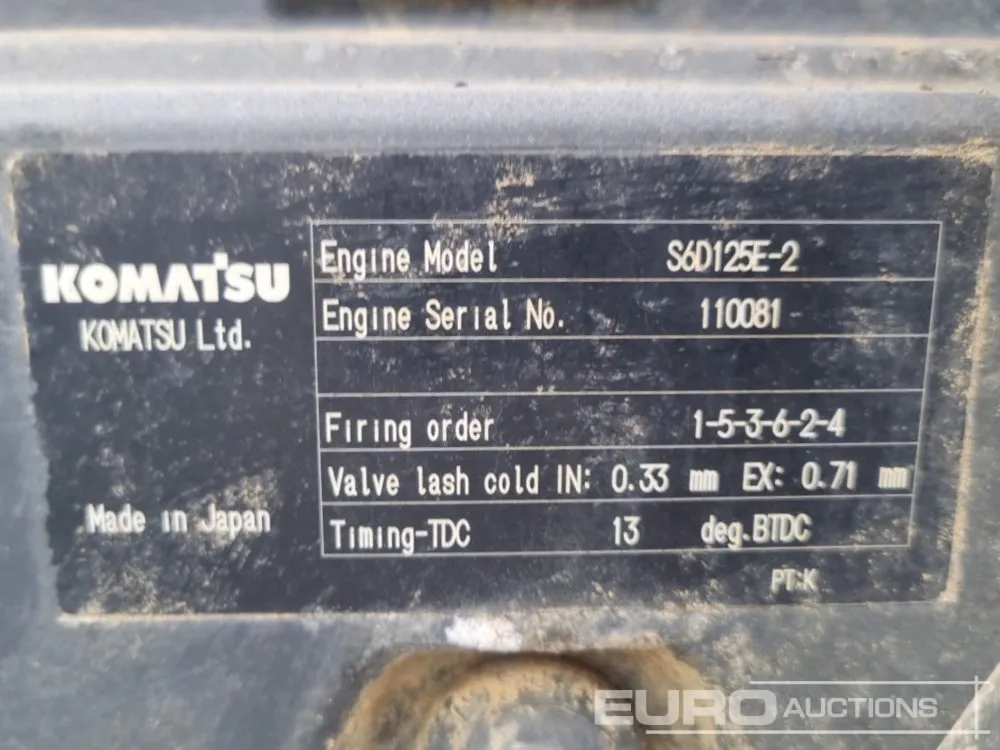 KOMATSU
KOMATSU Ltd.
Made in Japan
Engine Model S6D125E-2
Engine Serial No. 110081
Firing order 1-5-3-6-2-4
Valve lash cold IN: 0.33 mm EX: 0.71 mm
Timing-TDC 13 deg.BTDC
PT:K
EURO AUCTIONS